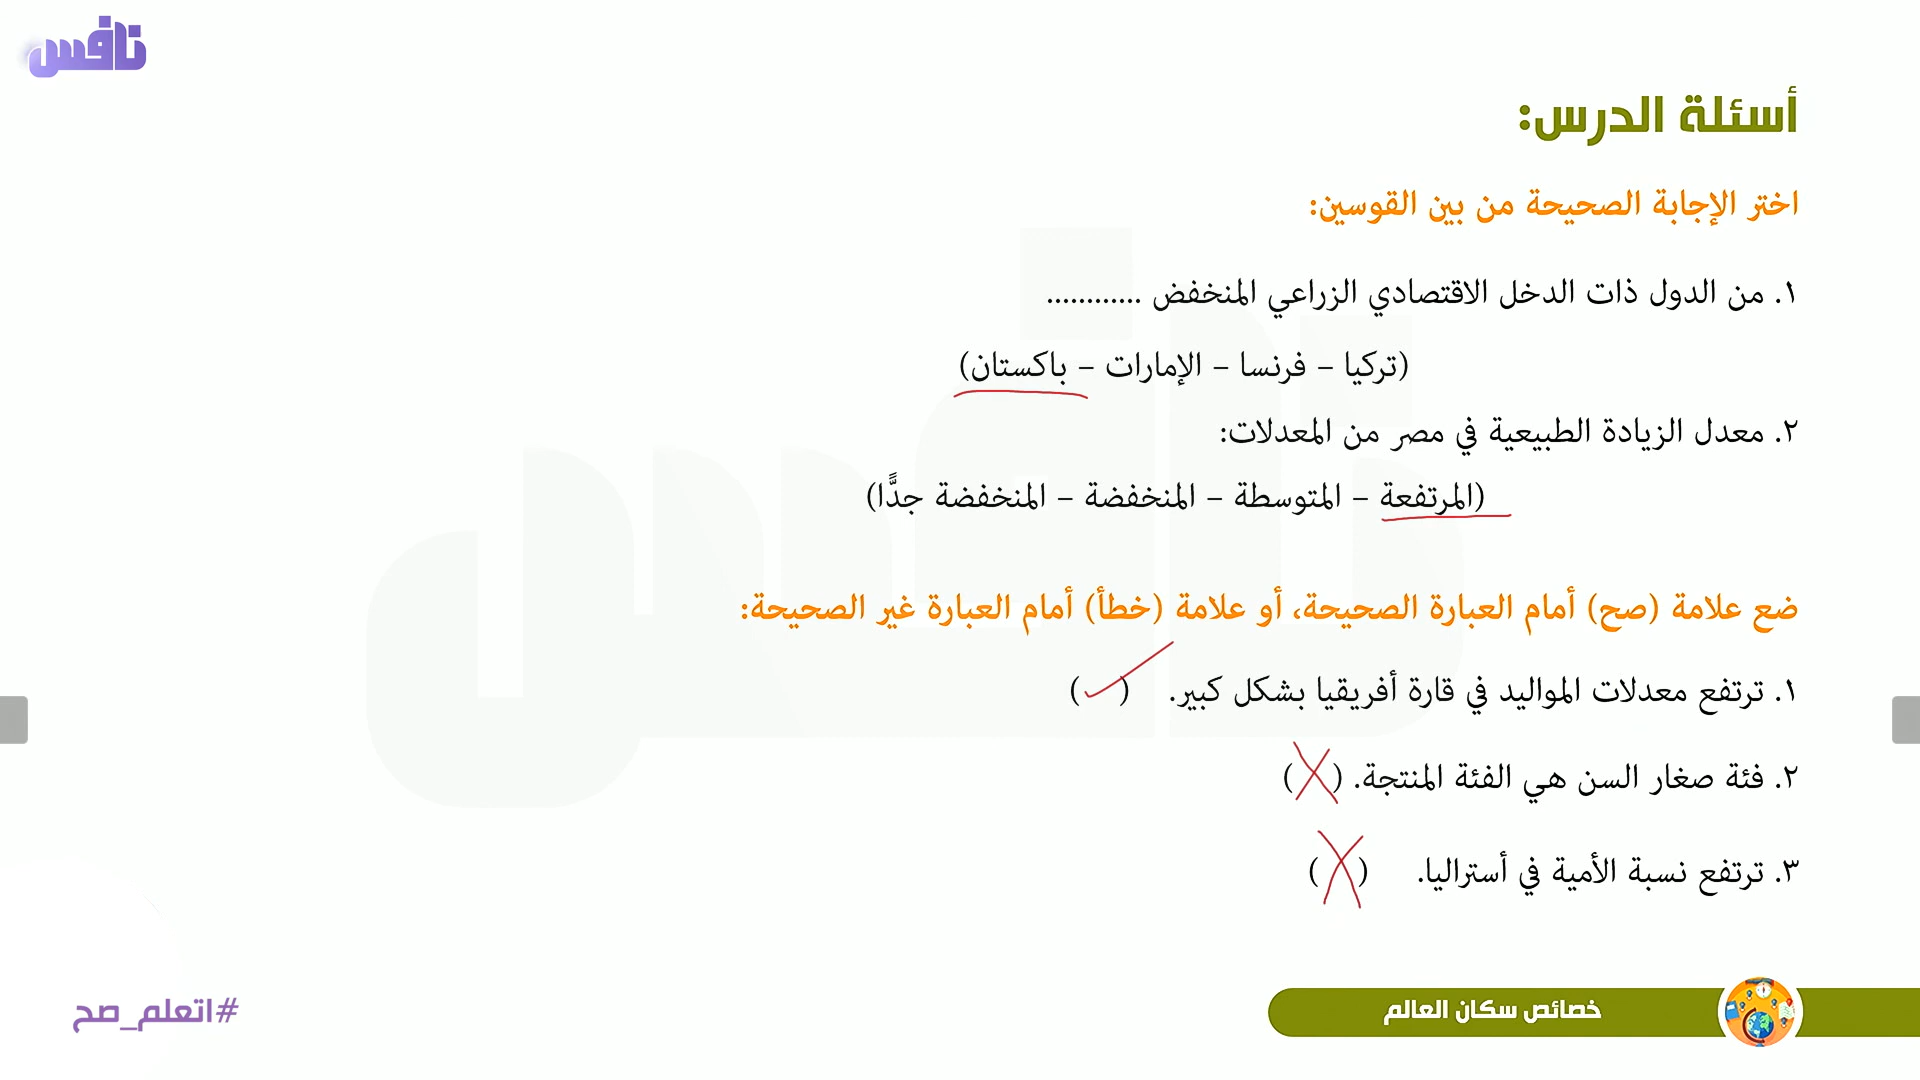 نافس
أسئلة الدرس:
اختر الإجابة الصحيحة من بين القوسين:
١. من الدول ذات الدخل الاقتصادي الزراعي المنخفض ............
(تركيا – فرنسا – الإمارات – باكستان)
٢. معدل الزيادة الطبيعية في مصر من المعدلات:
(المرتفعة – المتوسطة – المنخفضة – المنخفضة جدًّا)
ضع علامة (صح) أمام العبارة الصحيحة، أو علامة (خطأ) أمام العبارة غير الصحيحة:
١. ترتفع معدلات المواليد في قارة أفريقيا بشكل كبير. (✓)
٢. فئة صغار السن هي الفئة المنتجة. (X)
٣. ترتفع نسبة الأمية في أستراليا. (X)
خصائص سكان العالم
#اتعلم_صح